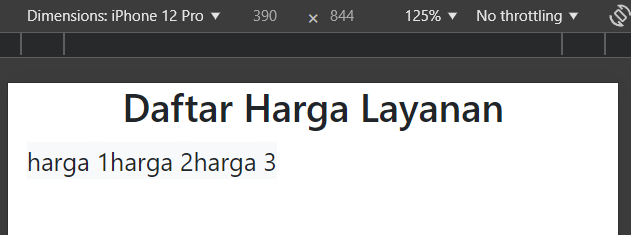 Dimensions: iPhone 12 Pro ▼ 390 × 844 125% ▼ No throttling ▼
Daftar Harga Layanan
harga 1harga 2harga 3